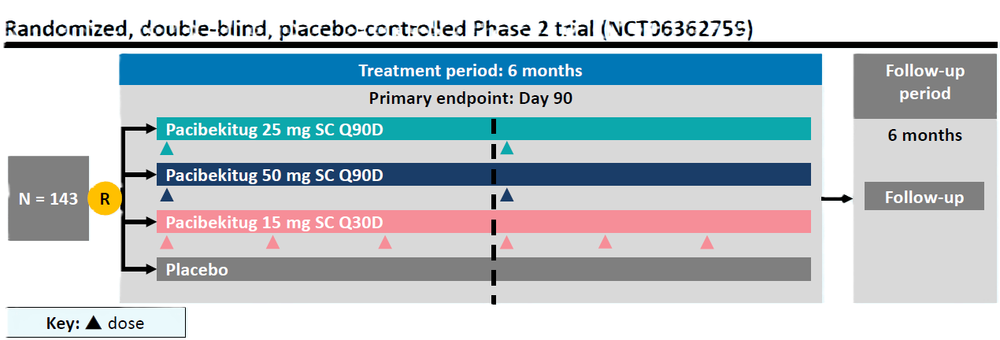 Randomized, double-blind, placebo-controlled Phase 2 trial (NCT06362759)
Treatment period: 6 months
Primary endpoint: Day 90
Follow-up
period
6 months
Pacibekitug 25 mg SC Q90D
Pacibekitug 50 mg SC Q90D
N = 143
R
Follow-up
Pacibekitug 15 mg SC Q30D
Placebo
Key: ▲ dose